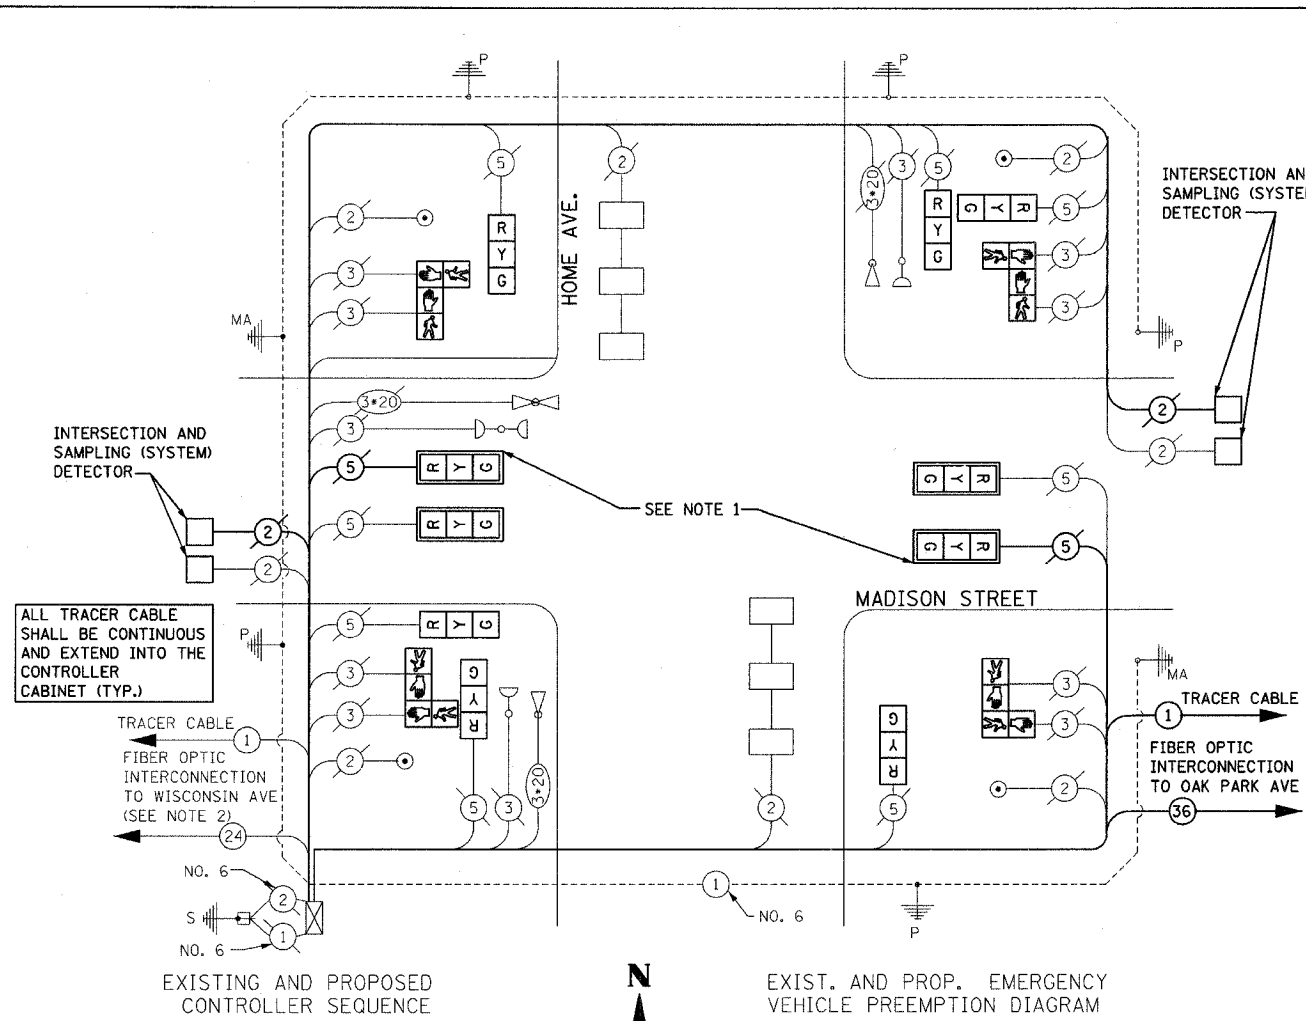 P
P
5
2
3*20
3
5
2
INTERSECTION AN
SAMPLING (SYSTEM
DETECTOR
2
R
Y
G
HOME AVE.
R
Y
G
G Y R
5
3
3
3
3
MA
P
3*20
3
2
2
INTERSECTION AND
SAMPLING (SYSTEM)
DETECTOR
5
R Y G
G Y R
5
SEE NOTE 1
2
5
R Y G
G Y R
5
2
MADISON STREET
ALL TRACER CABLE
SHALL BE CONTINUOUS
AND EXTEND INTO THE
CONTROLLER
CABINET (TYP.)
P
5
R Y G
3
G
Y
R
3
MA
3
3
G
Y
R
1
TRACER CABLE
TRACER CABLE
1
FIBER OPTIC
INTERCONNECTION
TO WISCONSIN AVE
(SEE NOTE 2)
2
FIBER OPTIC
INTERCONNECTION
TO OAK PARK AVE
2
3*20
5
3
2
5
36
24
NO. 6
2
1
NO. 6
S
1
NO. 6
P
EXISTING AND PROPOSED
CONTROLLER SEQUENCE
N
EXIST. AND PROP. EMERGENCY
VEHICLE PREEMPTION DIAGRAM